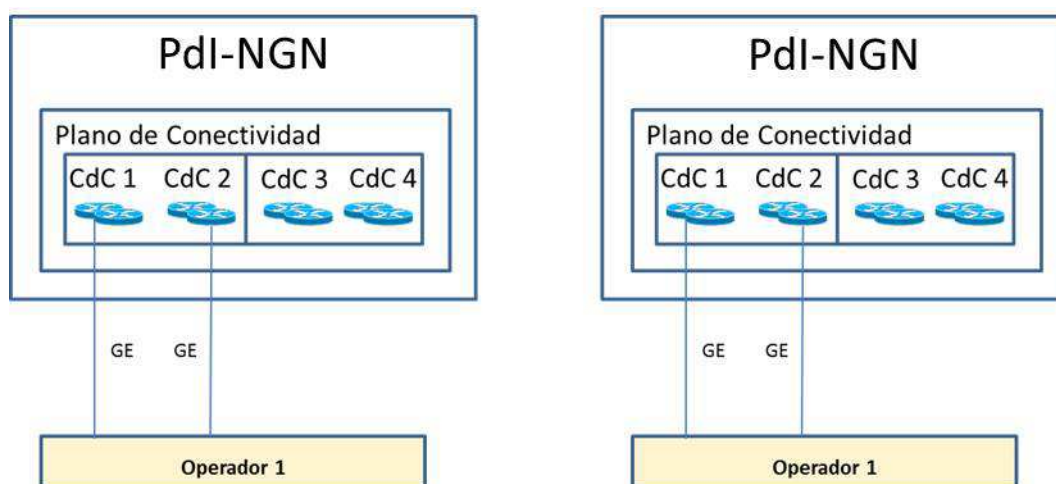 PdI-NGN
Plano de Conectividad
CdC 1 CdC 2 CdC 3 CdC 4
GE GE
Operador 1
PdI-NGN
Plano de Conectividad
CdC 1 CdC 2 CdC 3 CdC 4
GE GE
Operador 1